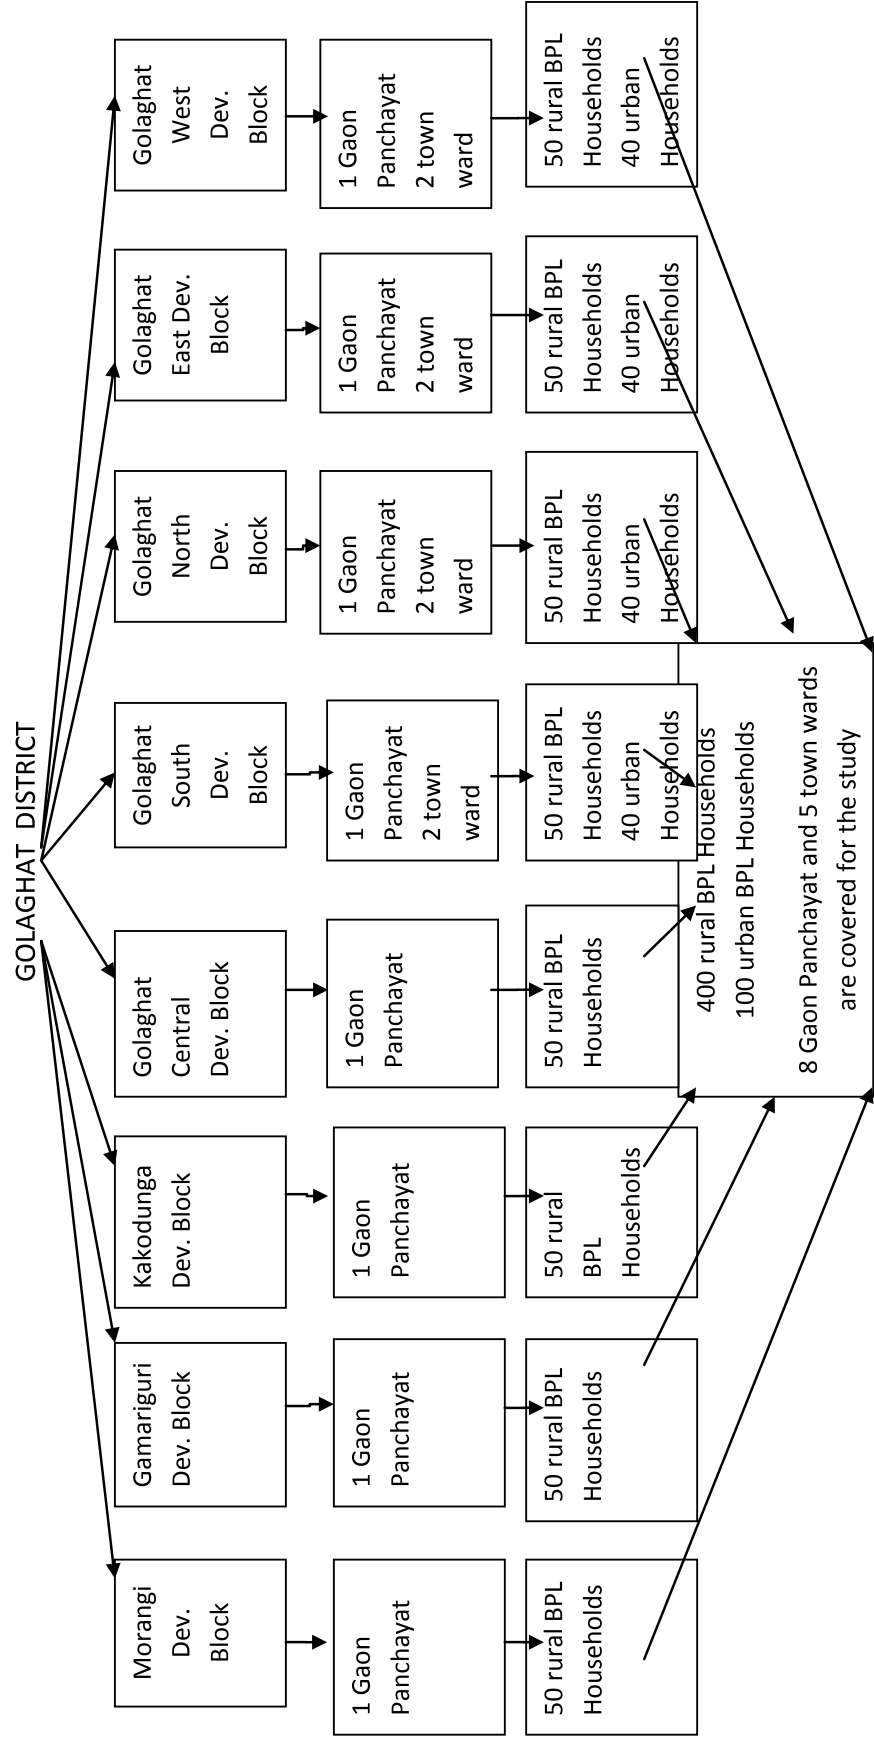 GOLAGHAT DISTRICT
Morangi
Dev.
Block
Gamariguri
Dev. Block
Kakodunga
Dev. Block
Golaghat
Central
Dev. Block
Golaghat
South
Dev.
Block
Golaghat
North
Dev.
Block
Golaghat
East Dev.
Block
Golaghat
West
Dev.
Block
1 Gaon
Panchayat
1 Gaon
Panchayat
1 Gaon
Panchayat
1 Gaon
Panchayat
1 Gaon
Panchayat
2 town
ward
1 Gaon
Panchayat
2 town
ward
1 Gaon
Panchayat
2 town
ward
1 Gaon
Panchayat
2 town
ward
50 rural BPL
Households
50 rural BPL
Households
50 rural
BPL
Households
50 rural BPL
Households
50 rural BPL
Households
40 urban
Households
50 rural BPL
Households
40 urban
Households
50 rural BPL
Households
40 urban
Households
50 rural BPL
Households
40 urban
Households
400 rural BPL Households
100 urban BPL Households
8 Gaon Panchayat and 5 town wards
are covered for the study